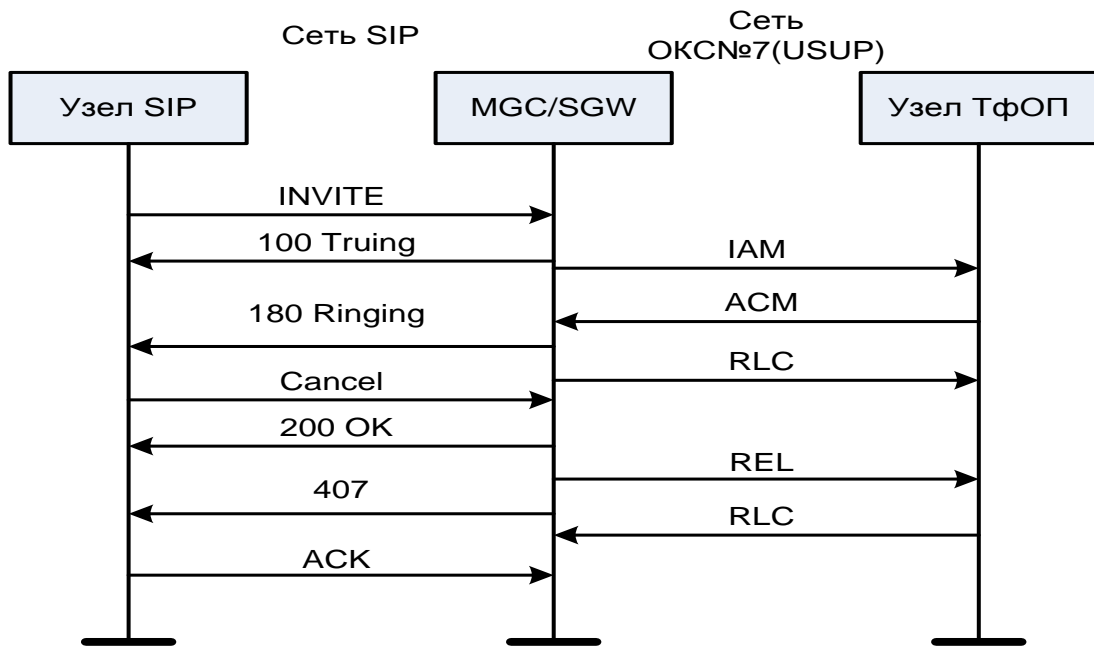 Сеть SIP
Сеть
ОКС№7(USUP)
Узел SIP
MGC/SGW
Узел ТфОП
INVITE
100 Truing
IAM
ACM
180 Ringing
RLC
Cancel
200 OK
REL
407
RLC
ACK